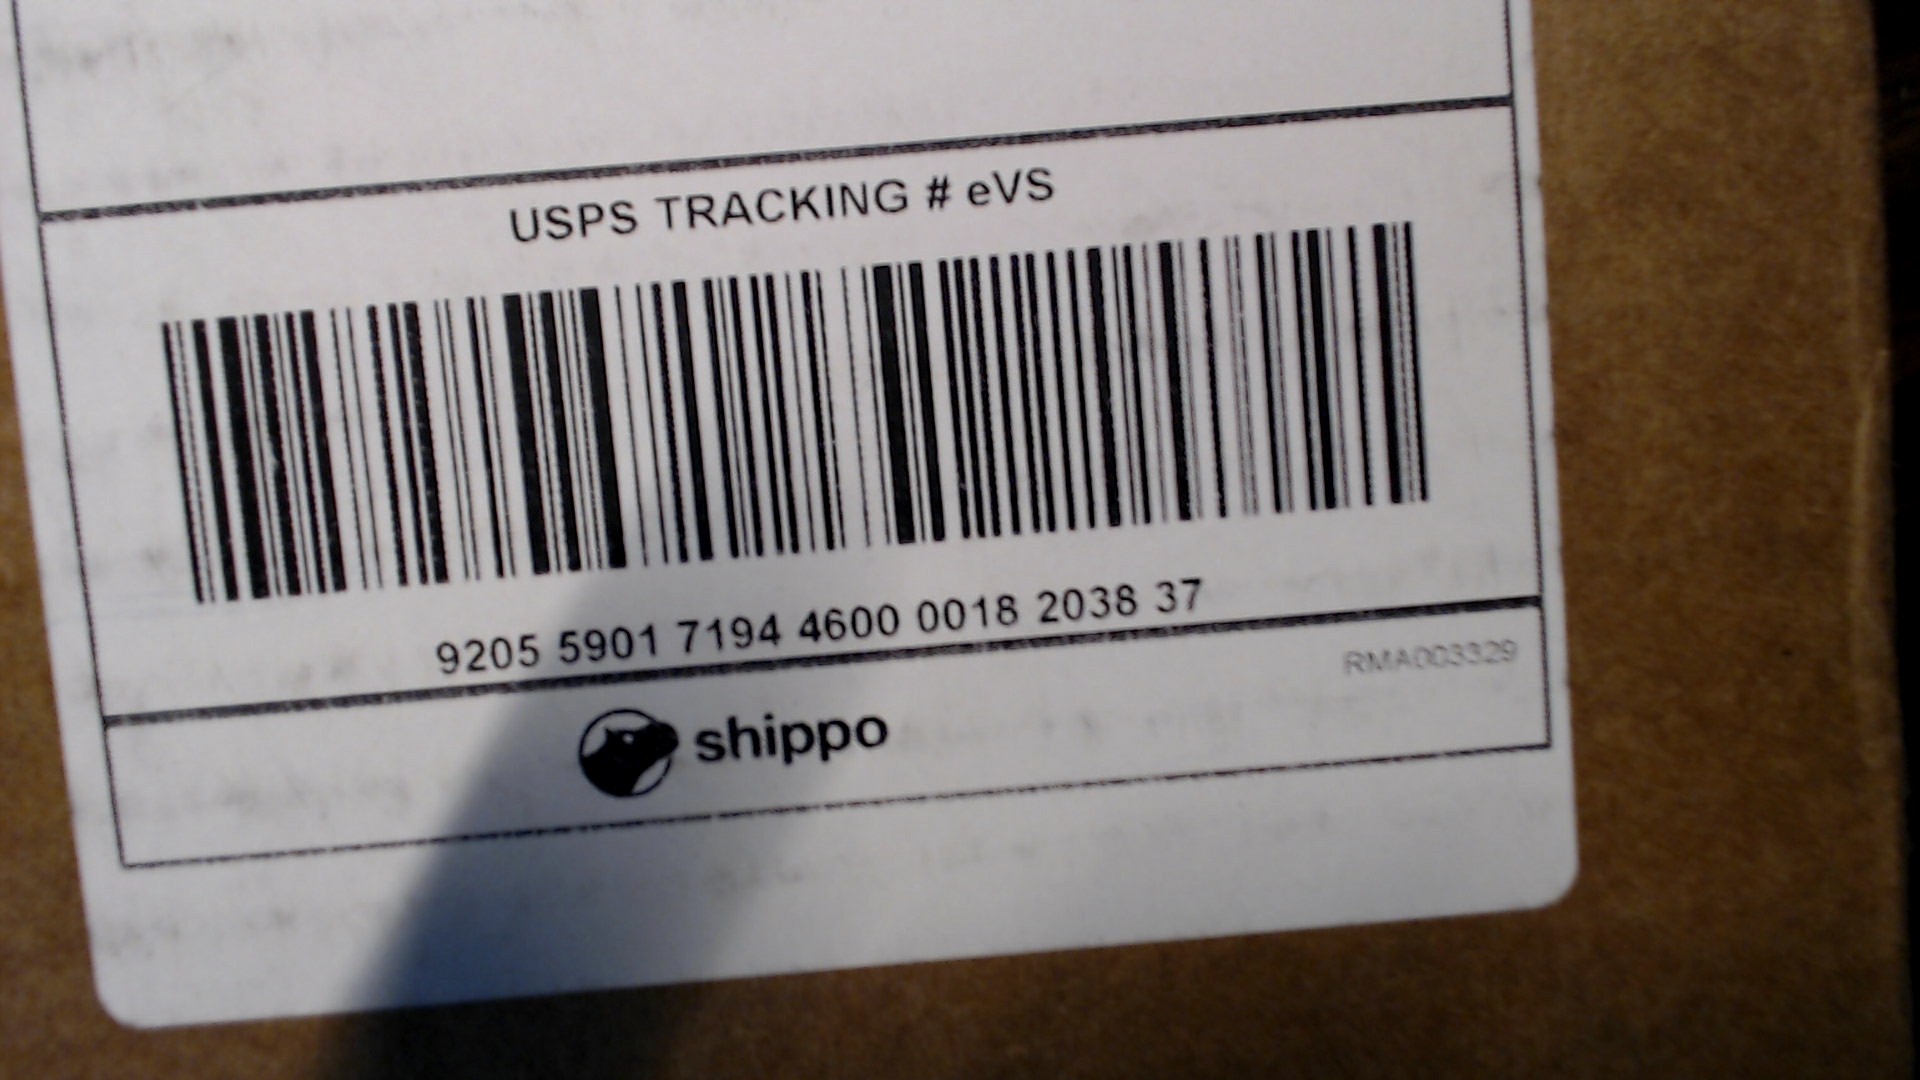 USPS TRACKING # eVS
9205 5901 7194 4600 0018 2038 37
RMA003329
shippo